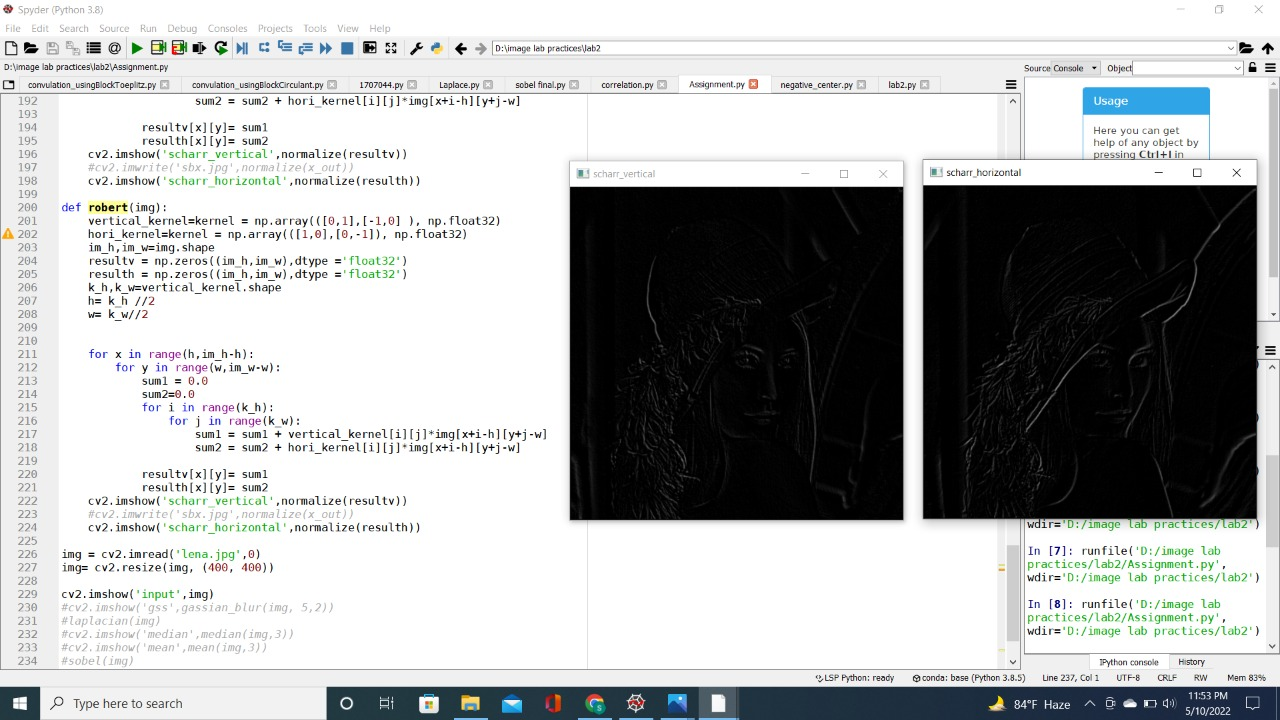 Spyder (Python 3.8)
File Edit Search Source Run Debug Consoles Projects Tools View Help
D:\image lab practices\lab2
D:\image lab practices\lab2\Assignment.py
Source Console Object
convulation_usingBlockToeplitz.py convulation_usingBlockCirculant.py 1707044.py Laplace.py sobel final.py correlation.py Assignment.py negative_center.py lab2.py
192 sum2 = sum2 + hori_kernel[i][j]*img[x+i-h][y+j-w]
193
194 resultv[x][y]= sum1
195 resulth[x][y]= sum2
196 cv2.imshow('scharr_vertical',normalize(resultv))
197 #cv2.imwrite('sbx.jpg',normalize(x_out))
198 cv2.imshow('scharr_horizontal',normalize(resulth))
199
200 def robert(img):
201 vertical_kernel=kernel = np.array(([0,1],[-1,0] ), np.float32)
202 hori_kernel=kernel = np.array(([1,0],[0,-1]), np.float32)
203 im_h,im_w=img.shape
204 resultv = np.zeros((im_h,im_w),dtype ='float32')
205 resulth = np.zeros((im_h,im_w),dtype ='float32')
206 k_h,k_w=vertical_kernel.shape
207 h= k_h //2
208 w= k_w//2
209
210
211 for x in range(h,im_h-h):
212 for y in range(w,im_w-w):
213 sum1 = 0.0
214 sum2=0.0
215 for i in range(k_h):
216 for j in range(k_w):
217 sum1 = sum1 + vertical_kernel[i][j]*img[x+i-h][y+j-w]
218 sum2 = sum2 + hori_kernel[i][j]*img[x+i-h][y+j-w]
219
220 resultv[x][y]= sum1
221 resulth[x][y]= sum2
222 cv2.imshow('scharr_vertical',normalize(resultv))
223 #cv2.imwrite('sbx.jpg',normalize(x_out))
224 cv2.imshow('scharr_horizontal',normalize(resulth))
225
226 img = cv2.imread('lena.jpg',0)
227 img= cv2.resize(img, (400, 400))
228
229 cv2.imshow('input',img)
230 #cv2.imshow('gss',gassian_blur(img, 5,2))
231 #laplacian(img)
232 #cv2.imshow('median',median(img,3))
233 #cv2.imshow('mean',mean(img,3))
234 #sobel(img)
scharr_vertical
scharr_horizontal
Usage
Here you can get
help of any object by
pressing Ctrl+I in
wdir='D:/image lab practices/lab2')
In [7]: runfile('D:/image lab
practices/lab2/Assignment.py',
wdir='D:/image lab practices/lab2')
In [8]: runfile('D:/image lab
practices/lab2/Assignment.py',
wdir='D:/image lab practices/lab2')
IPython console History
LSP Python: ready conda: base (Python 3.8.5) Line 237, Col 1 UTF-8 CRLF RW Mem 83%
Type here to search
84°F Haze
11:53 PM
5/10/2022